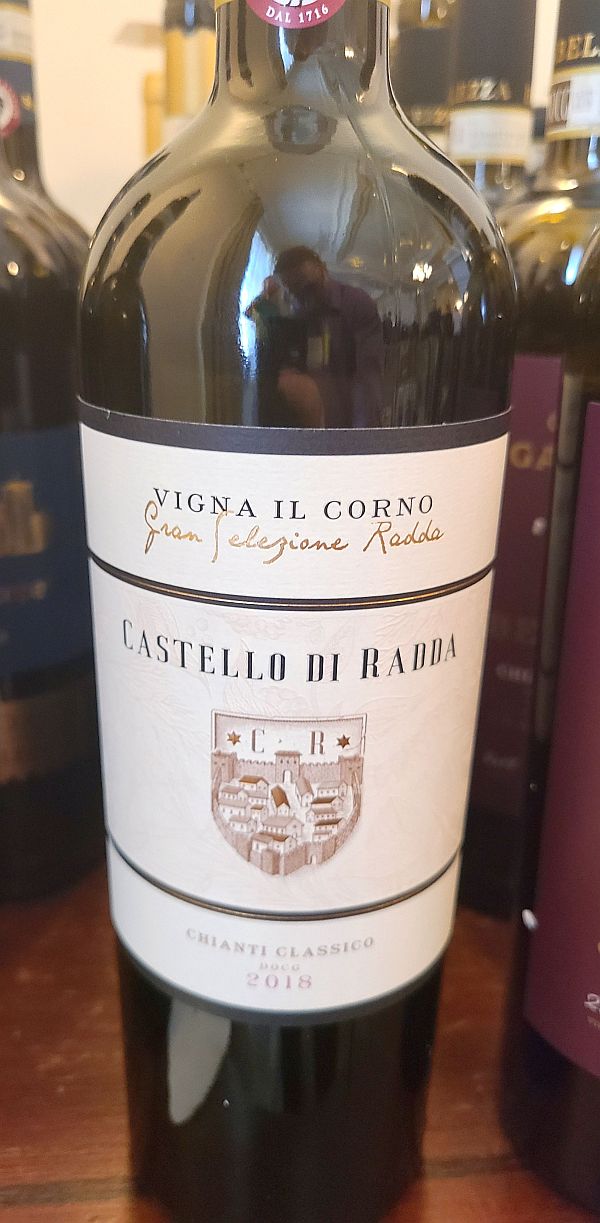 DAL 1716
VIGNA IL CORNO
Gran Selezione Radda
CASTELLO DI RADDA
C · R
CHIANTI CLASSICO
DOCG
2018